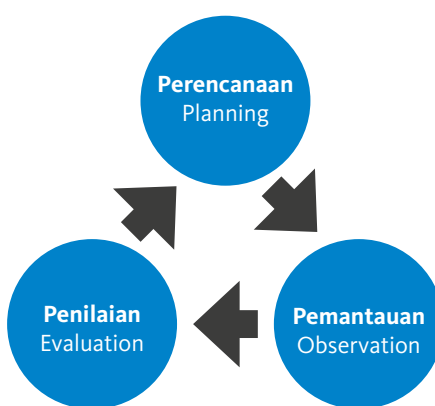 Perencanaan
Planning
Penilaian
Evaluation
Pemantauan
Observation